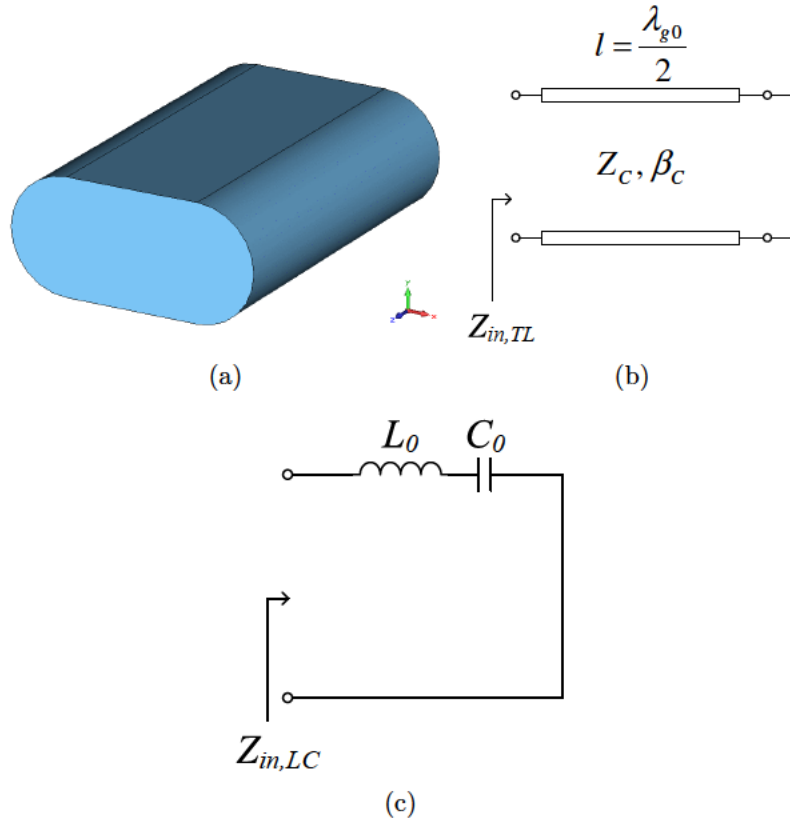 l = λg0/2
ZC, βC
Zin,TL
Y
Z X
(a)
(b)
L0 C0
Zin,LC
(c)